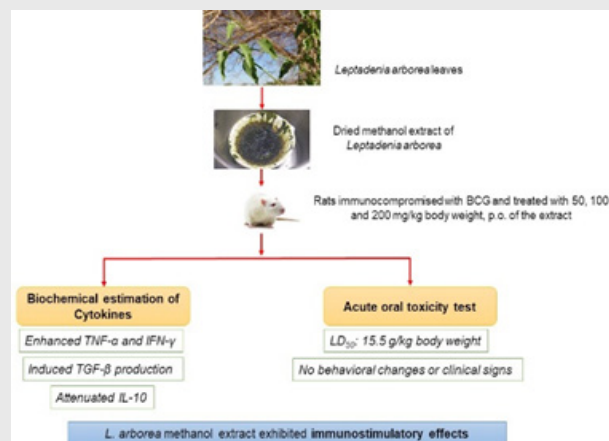 Leptadenia arborea leaves
Dried methanol extract of
Leptadenia arborea
Rats immunocompromised with BCG and treated with 50, 100
and 200 mg/kg body weight, p.o. of the extract
Biochemical estimation of
Cytokines
Enhanced TNF-α and IFN-γ
Induced TGF-β production
Attenuated IL-10
Acute oral toxicity test
LD50: 15.5 g/kg body weight
No behavioral changes or clinical signs
L. arborea methanol extract exhibited immunostimulatory effects